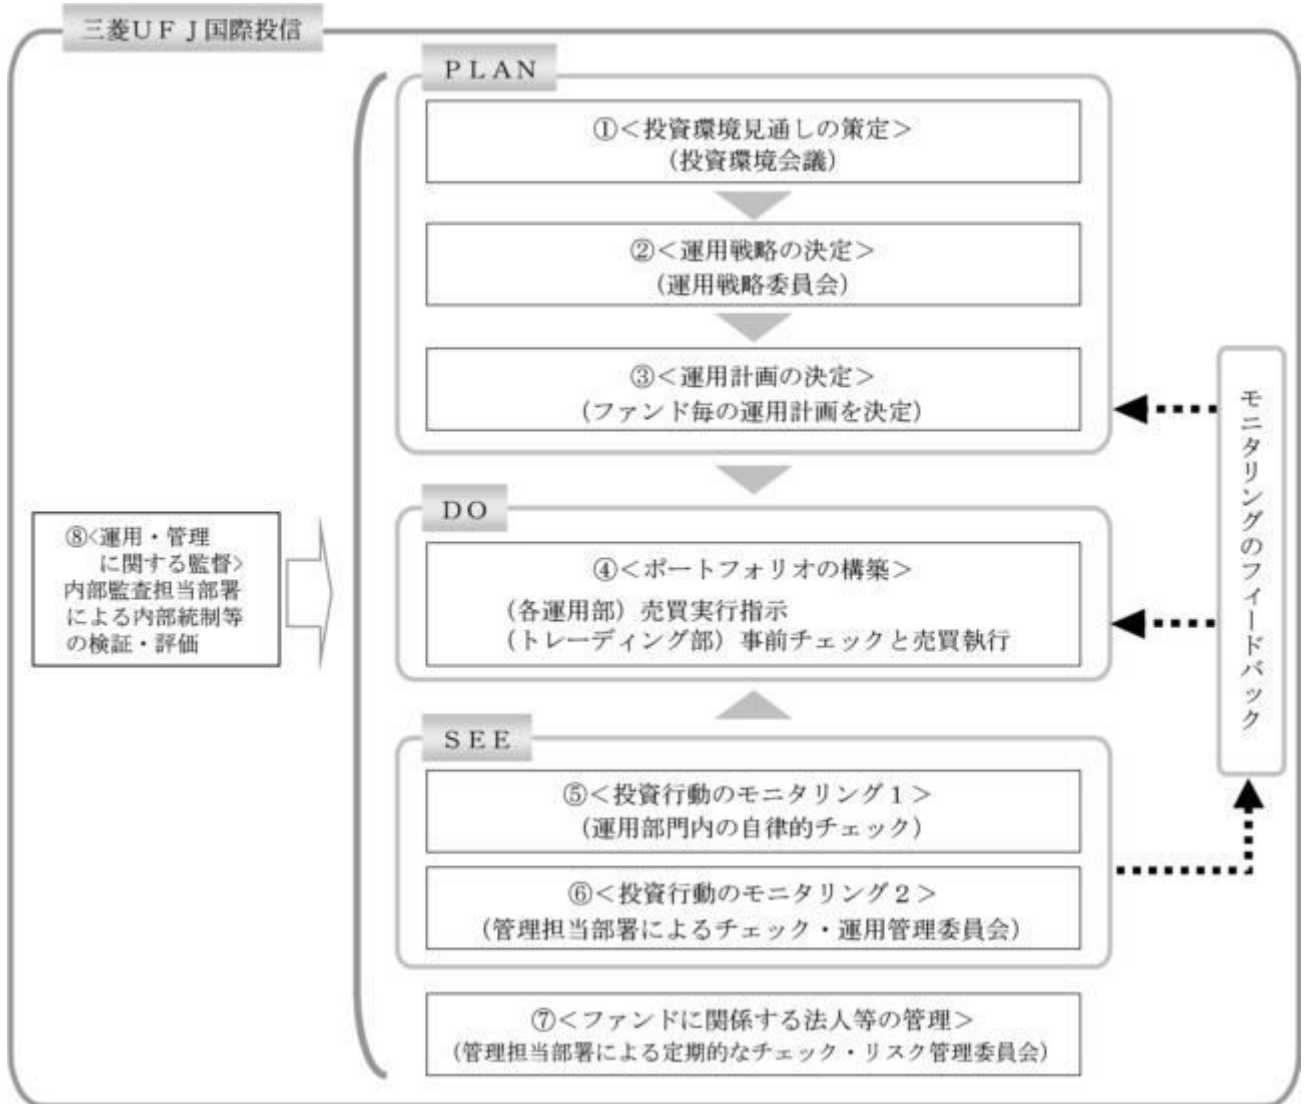 三菱ＵＦＪ国際投信
ＰＬＡＮ
①＜投資環境見通しの策定＞
（投資環境会議）
②＜運用戦略の決定＞
（運用戦略委員会）
③＜運用計画の決定＞
（ファンド毎の運用計画を決定）
ＤＯ
④＜ポートフォリオの構築＞
（各運用部）売買実行指示
（トレーディング部）事前チェックと売買執行
ＳＥＥ
⑤＜投資行動のモニタリング１＞
（運用部門内の自律的チェック）
⑥＜投資行動のモニタリング２＞
（管理担当部署によるチェック・運用管理委員会）
⑦＜ファンドに関係する法人等の管理＞
（管理担当部署による定期的なチェック・リスク管理委員会）
⑧<運用・管理
に関する監督>
内部監査担当部署
による内部統制等
の検証・評価
モニタリングのフィードバック